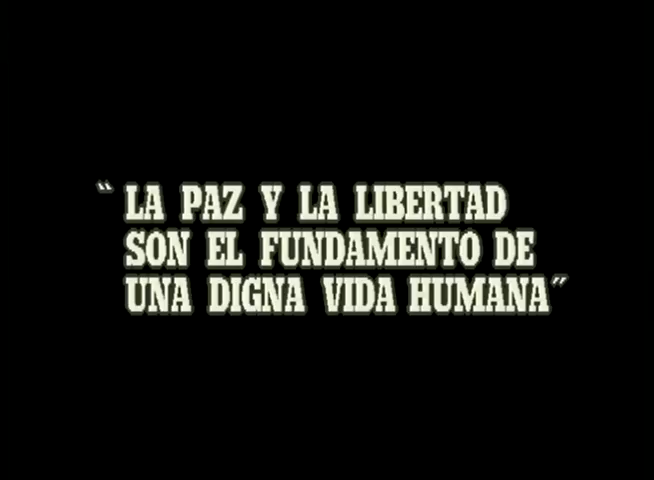 “ LA PAZ Y LA LIBERTAD
SON EL FUNDAMENTO DE
UNA DIGNA VIDA HUMANA”